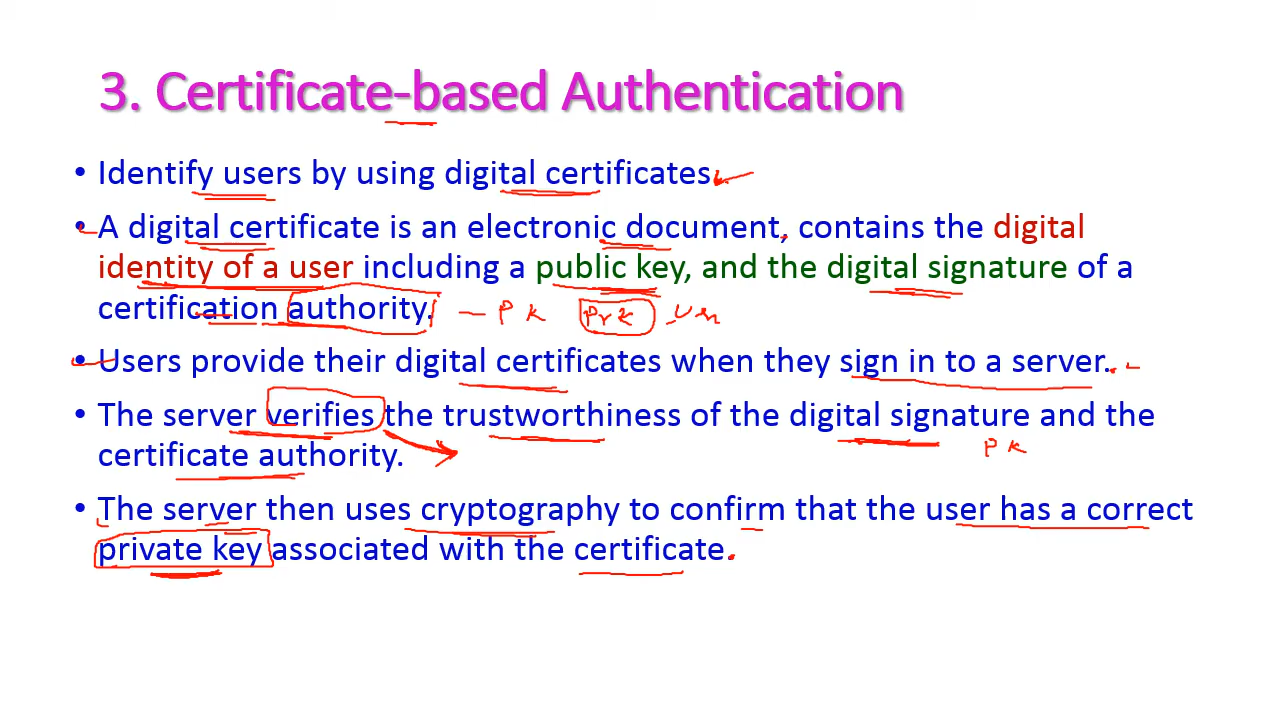 3. Certificate-based Authentication
• Identify users by using digital certificates.
• A digital certificate is an electronic document, contains the digital
identity of a user including a public key, and the digital signature of a
certification authority. – P K PrK
• Users provide their digital certificates when they sign in to a server.
• The server verifies the trustworthiness of the digital signature and the
certificate authority. P K
• The server then uses cryptography to confirm that the user has a correct
private key associated with the certificate.